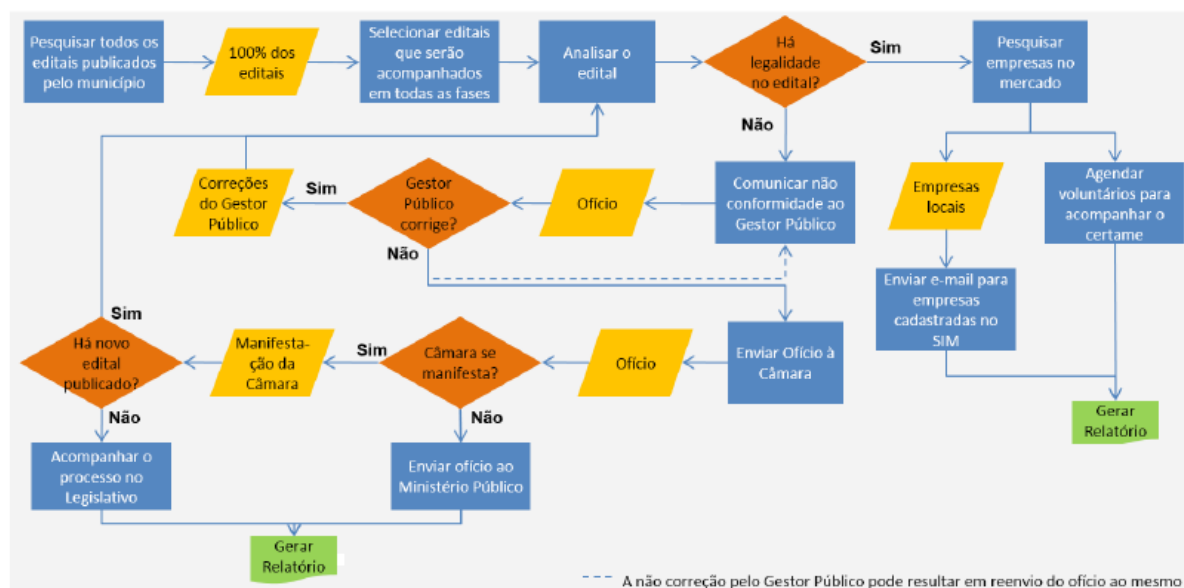 Pesquisar todos os
editais publicados
pelo município
100% dos
editais
Selecionar editais
que serão
acompanhados
em todas as fases
Analisar o
edital
Há
legalidade
no edital?
Sim
Pesquisar
empresas no
mercado
Não
Correções
do Gestor
Público
Sim
Gestor
Público
corrige?
Ofício
Comunicar não
conformidade ao
Gestor Público
Empresas
locais
Agendar
voluntários para
acompanhar o
certame
Não
Enviar e-mail para
empresas
cadastradas no
SIM
Sim
Há novo
edital
publicado?
Manifesta-
ção da
Câmara
Sim
Câmara se
manifesta?
Ofício
Enviar Ofício à
Câmara
Não
Não
Gerar
Relatório
Acompanhar o
processo no
Legislativo
Enviar ofício ao
Ministério Público
Gerar
Relatório
A não correção pelo Gestor Público pode resultar em reenvio do ofício ao mesmo